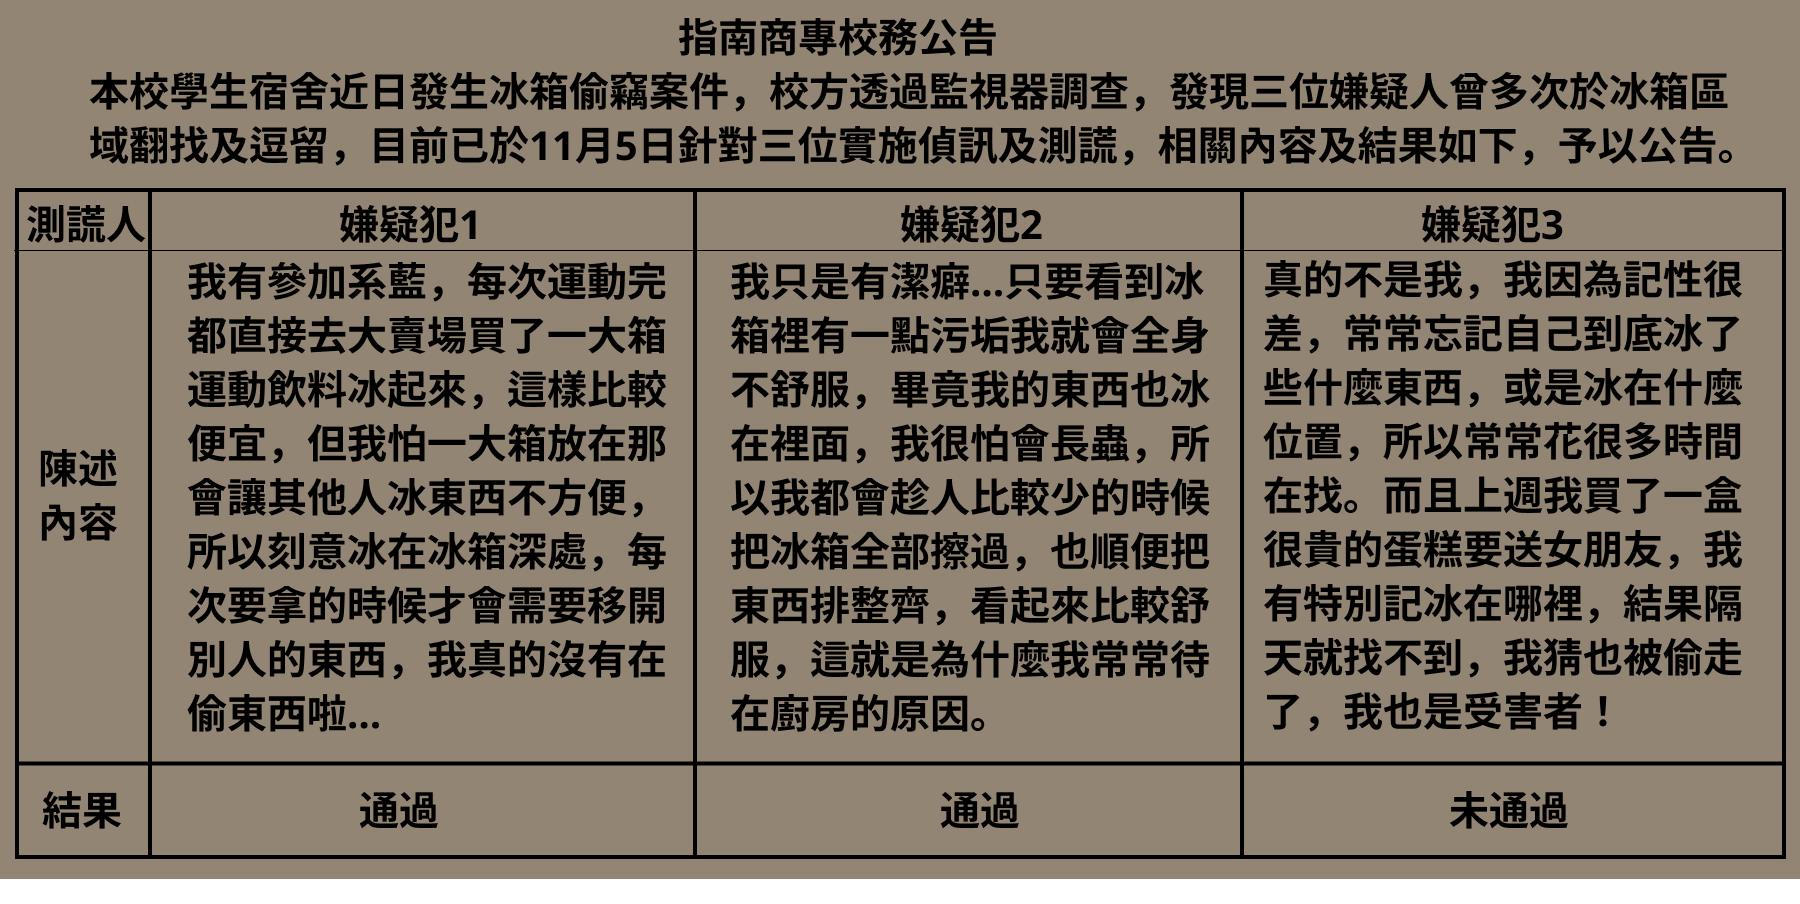 指南商專校務公告
本校學生宿舍近日發生冰箱偷竊案件，校方透過監視器調查，發現三位嫌疑人曾多次於冰箱區
域翻找及逗留，目前已於11月5日針對三位實施偵訊及測謊，相關內容及結果如下，予以公告。
測謊人
嫌疑犯1
嫌疑犯2
嫌疑犯3
陳述
內容
我有參加系藍，每次運動完
都直接去大賣場買了一大箱
運動飲料冰起來，這樣比較
便宜，但我怕一大箱放在那
會讓其他人冰東西不方便，
所以刻意冰在冰箱深處，每
次要拿的時候才會需要移開
別人的東西，我真的沒有在
偷東西啦...
我只是有潔癖...只要看到冰
箱裡有一點污垢我就會全身
不舒服，畢竟我的東西也冰
在裡面，我很怕會長蟲，所
以我都會趁人比較少的時候
把冰箱全部擦過，也順便把
東西排整齊，看起來比較舒
服，這就是為什麼我常常待
在廚房的原因。
真的不是我，我因為記性很
差，常常忘記自己到底冰了
些什麼東西，或是冰在什麼
位置，所以常常花很多時間
在找。而且上週我買了一盒
很貴的蛋糕要送女朋友，我
有特別記冰在哪裡，結果隔
天就找不到，我猜也被偷走
了，我也是受害者！
結果
通過
通過
未通過